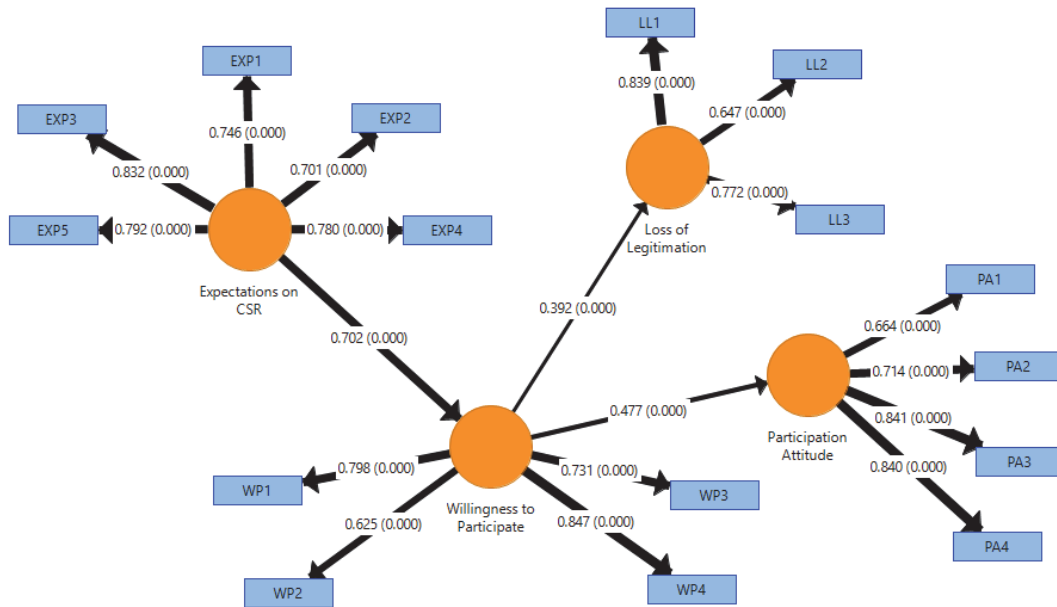 LL1
EXP1
LL2
0.839 (0.000)
EXP3
EXP2
0.647 (0.000)
0.746 (0.000)
0.832 (0.000)
0.701 (0.000)
0.772 (0.000)
LL3
EXP5
0.792 (0.000)
0.780 (0.000)
EXP4
Loss of
Legitimation
Expectations on
CSR
PA1
0.664 (0.000)
0.392 (0.000)
0.702 (0.000)
PA2
0.714 (0.000)
0.477 (0.000)
0.841 (0.000)
Participation
Attitude
PA3
0.840 (0.000)
0.798 (0.000)
0.731 (0.000)
WP1
WP3
Willingness to
Participate
0.625 (0.000)
0.847 (0.000)
PA4
WP2
WP4